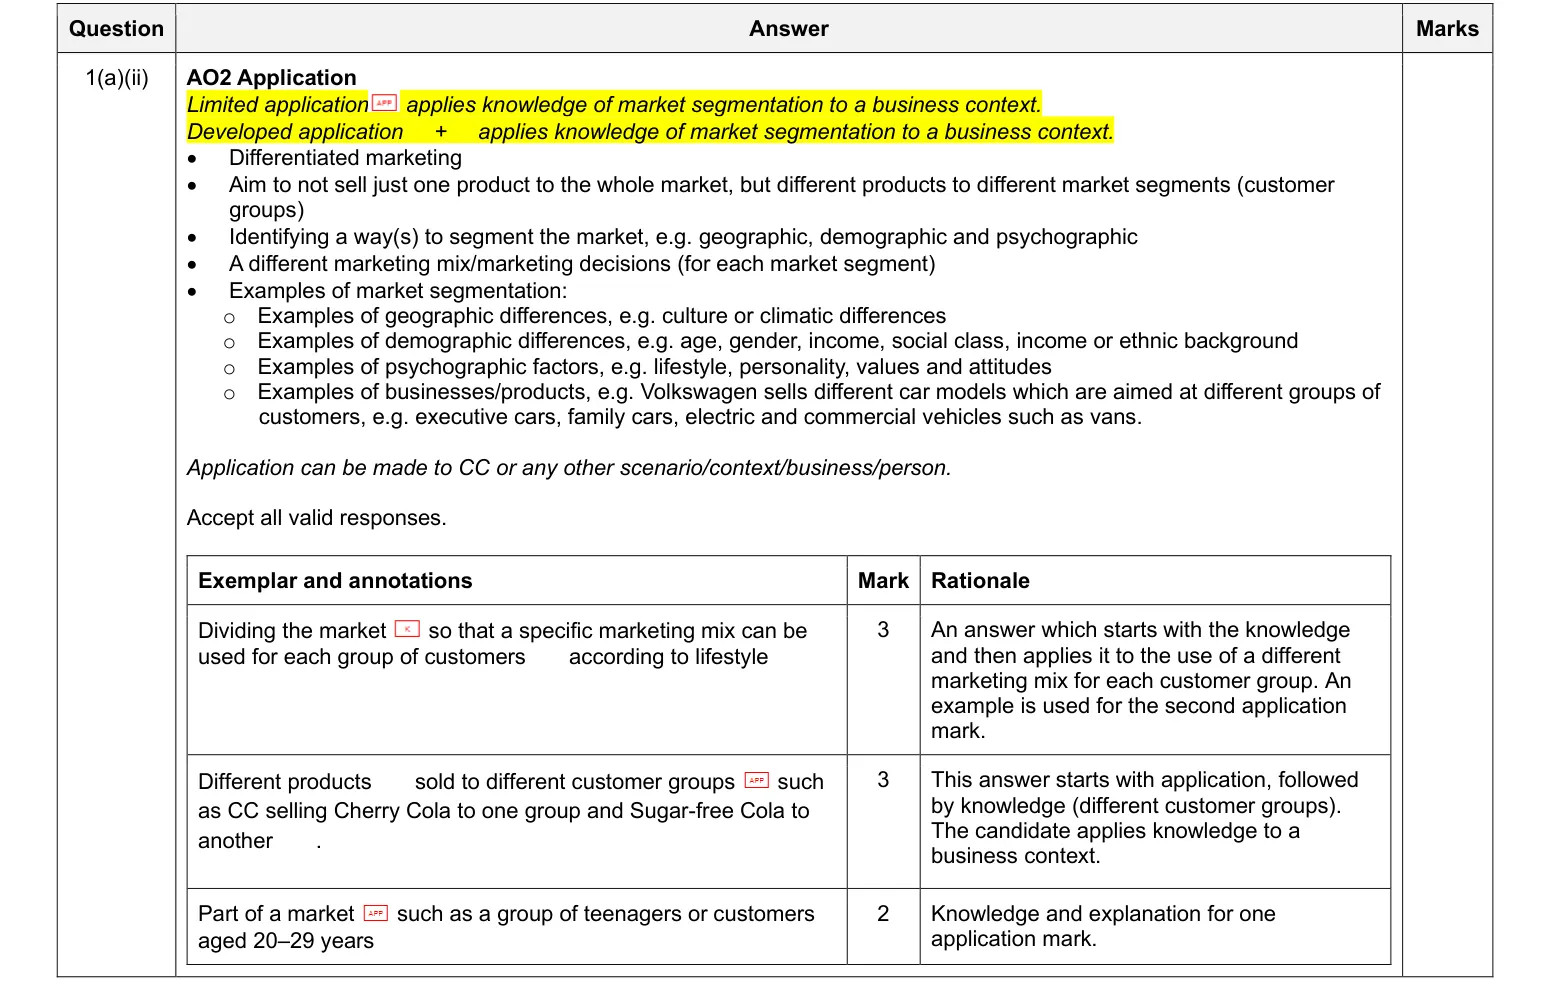 Question Answer Marks
1(a)(ii)
AO2 Application
Limited application APP applies knowledge of market segmentation to a business context.
Developed application + applies knowledge of market segmentation to a business context.
• Differentiated marketing
• Aim to not sell just one product to the whole market, but different products to different market segments (customer
groups)
• Identifying a way(s) to segment the market, e.g. geographic, demographic and psychographic
• A different marketing mix/marketing decisions (for each market segment)
• Examples of market segmentation:
o Examples of geographic differences, e.g. culture or climatic differences
o Examples of demographic differences, e.g. age, gender, income, social class, income or ethnic background
o Examples of psychographic factors, e.g. lifestyle, personality, values and attitudes
o Examples of businesses/products, e.g. Volkswagen sells different car models which are aimed at different groups of
customers, e.g. executive cars, family cars, electric and commercial vehicles such as vans.
Application can be made to CC or any other scenario/context/business/person.
Accept all valid responses.
Exemplar and annotations Mark Rationale
Dividing the market K so that a specific marketing mix can be
used for each group of customers according to lifestyle
3
An answer which starts with the knowledge
and then applies it to the use of a different
marketing mix for each customer group. An
example is used for the second application
mark.
Different products sold to different customer groups APP such
as CC selling Cherry Cola to one group and Sugar-free Cola to
another .
3
This answer starts with application, followed
by knowledge (different customer groups).
The candidate applies knowledge to a
business context.
Part of a market APP such as a group of teenagers or customers
aged 20–29 years
2
Knowledge and explanation for one
application mark.